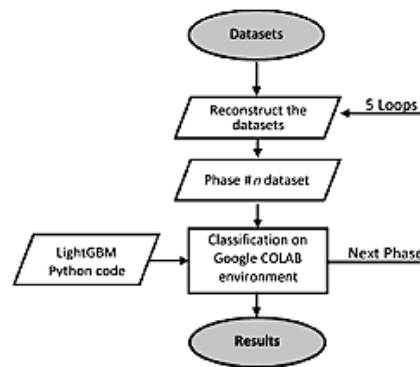 Datasets
Reconstruct the
datasets
5 Loops
Phase #n dataset
LightGBM
Python code
Classification on
Google COLAB
environment
Next Phase
Results